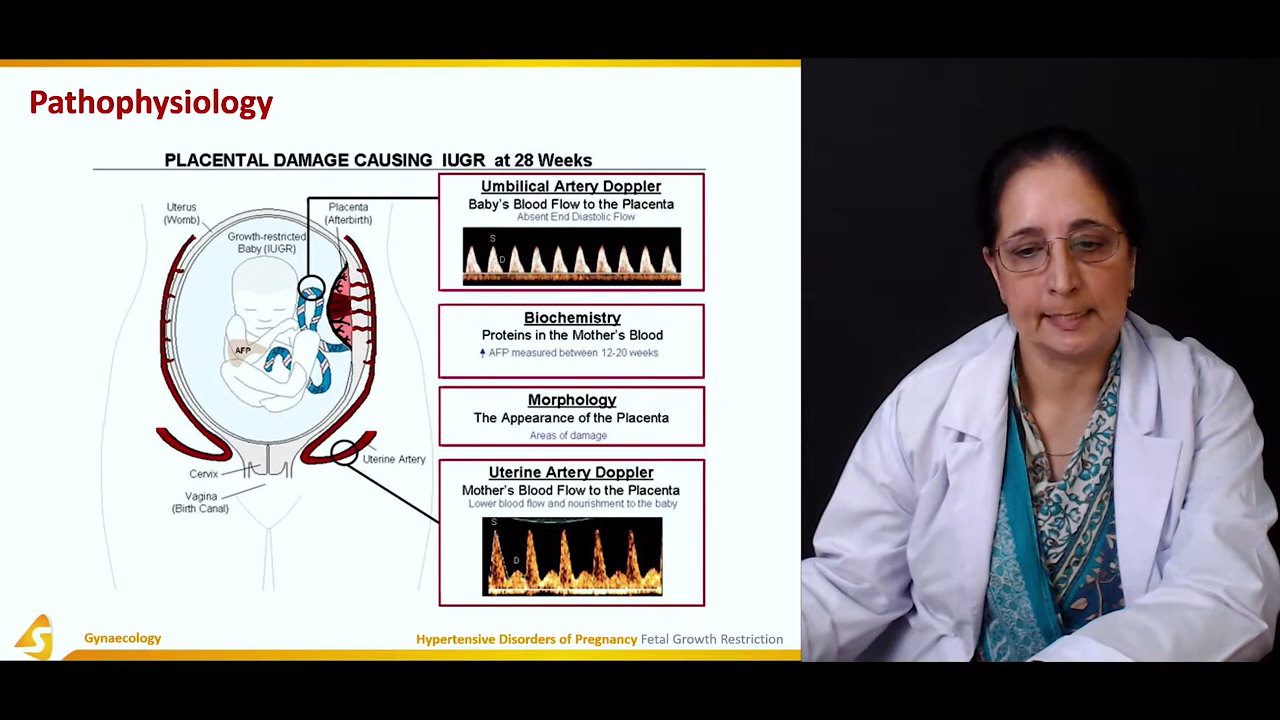 Pathophysiology
PLACENTAL DAMAGE CAUSING IUGR at 28 Weeks
Uterus
(Womb)
Placenta
(Afterbirth)
Growth-restricted
Baby (IUGR)
AFP
Cervix
Uterine Artery
Vagina
(Birth Canal)
Umbilical Artery Doppler
Baby's Blood Flow to the Placenta
Absent End Diastolic Flow
S
D
Biochemistry
Proteins in the Mother's Blood
AFP measured between 12-20 weeks
Morphology
The Appearance of the Placenta
Areas of damage
Uterine Artery Doppler
Mother's Blood Flow to the Placenta
Lower blood flow and nourishment to the baby
S
D
S
Gynaecology
Hypertensive Disorders of Pregnancy Fetal Growth Restriction